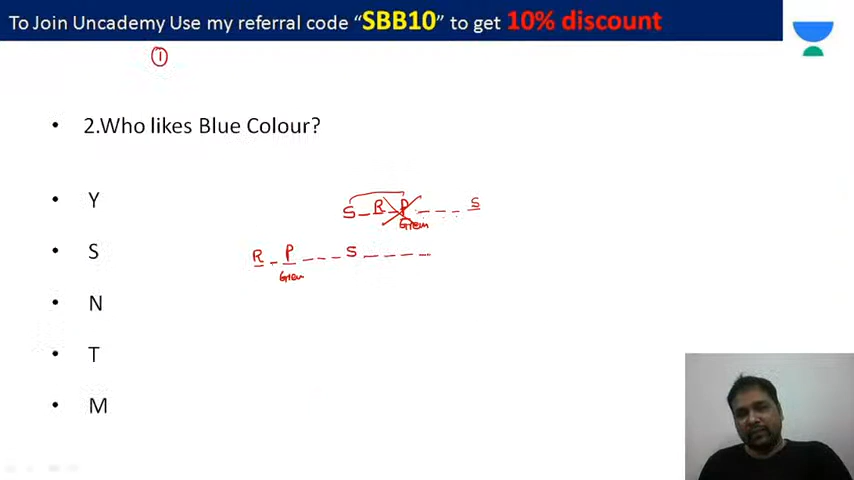 To Join Uncademy Use my referral code “SBB10” to get 10% discount
①
• 2.Who likes Blue Colour?
• Y
• S
• N
• T
• M
S _ R _ P _ _ _ _ S
Green
R _ P _ _ _ _ S _ _ _ _ _
Green